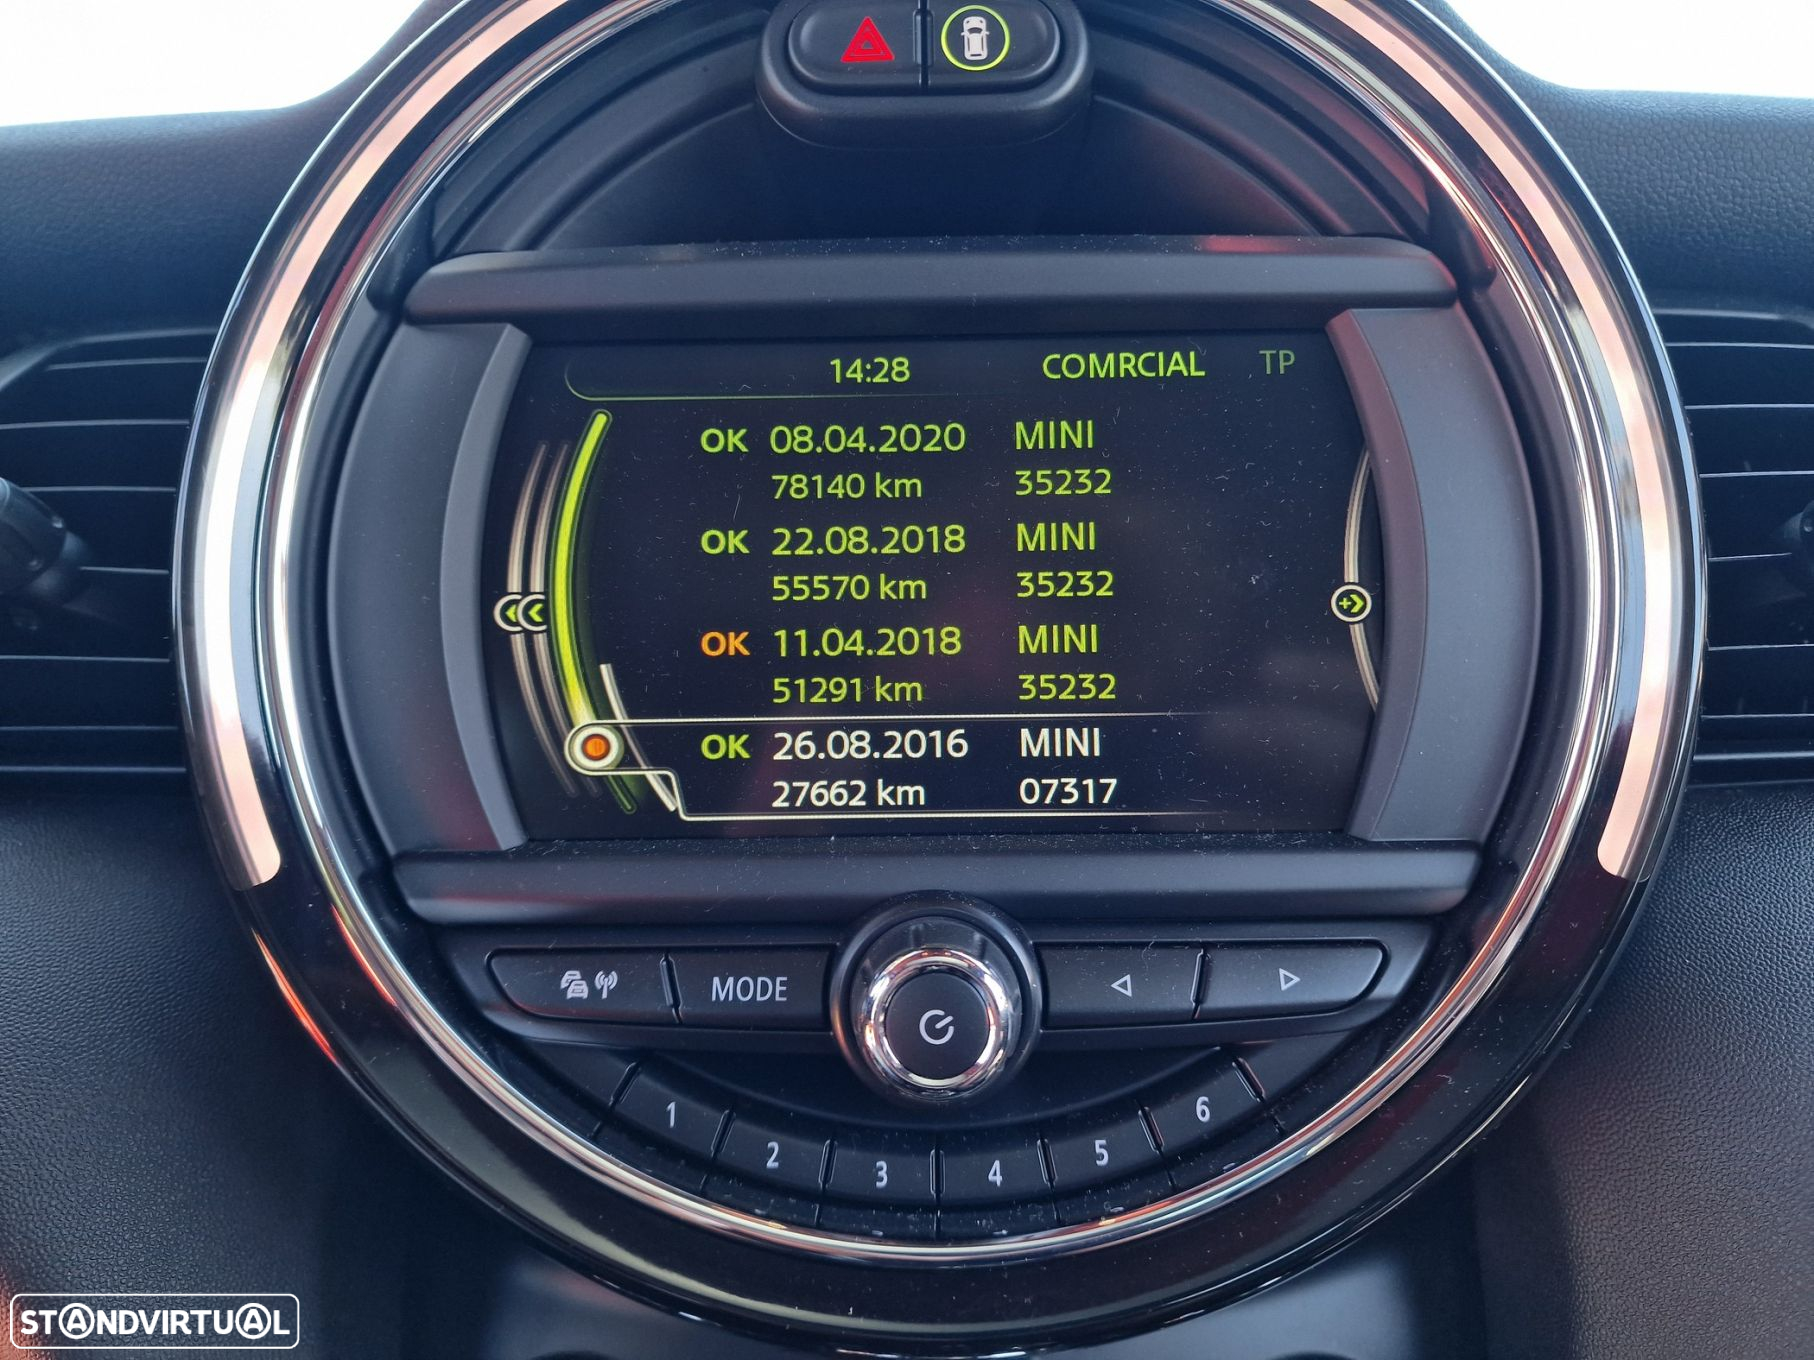 14:28 COMRCIAL TP
OK 08.04.2020 MINI
78140 km 35232
OK 22.08.2018 MINI
55570 km 35232
OK 11.04.2018 MINI
51291 km 35232
OK 26.08.2016 MINI
27662 km 07317
MODE
1 2 3 4 5 6
STANDVIRTUAL